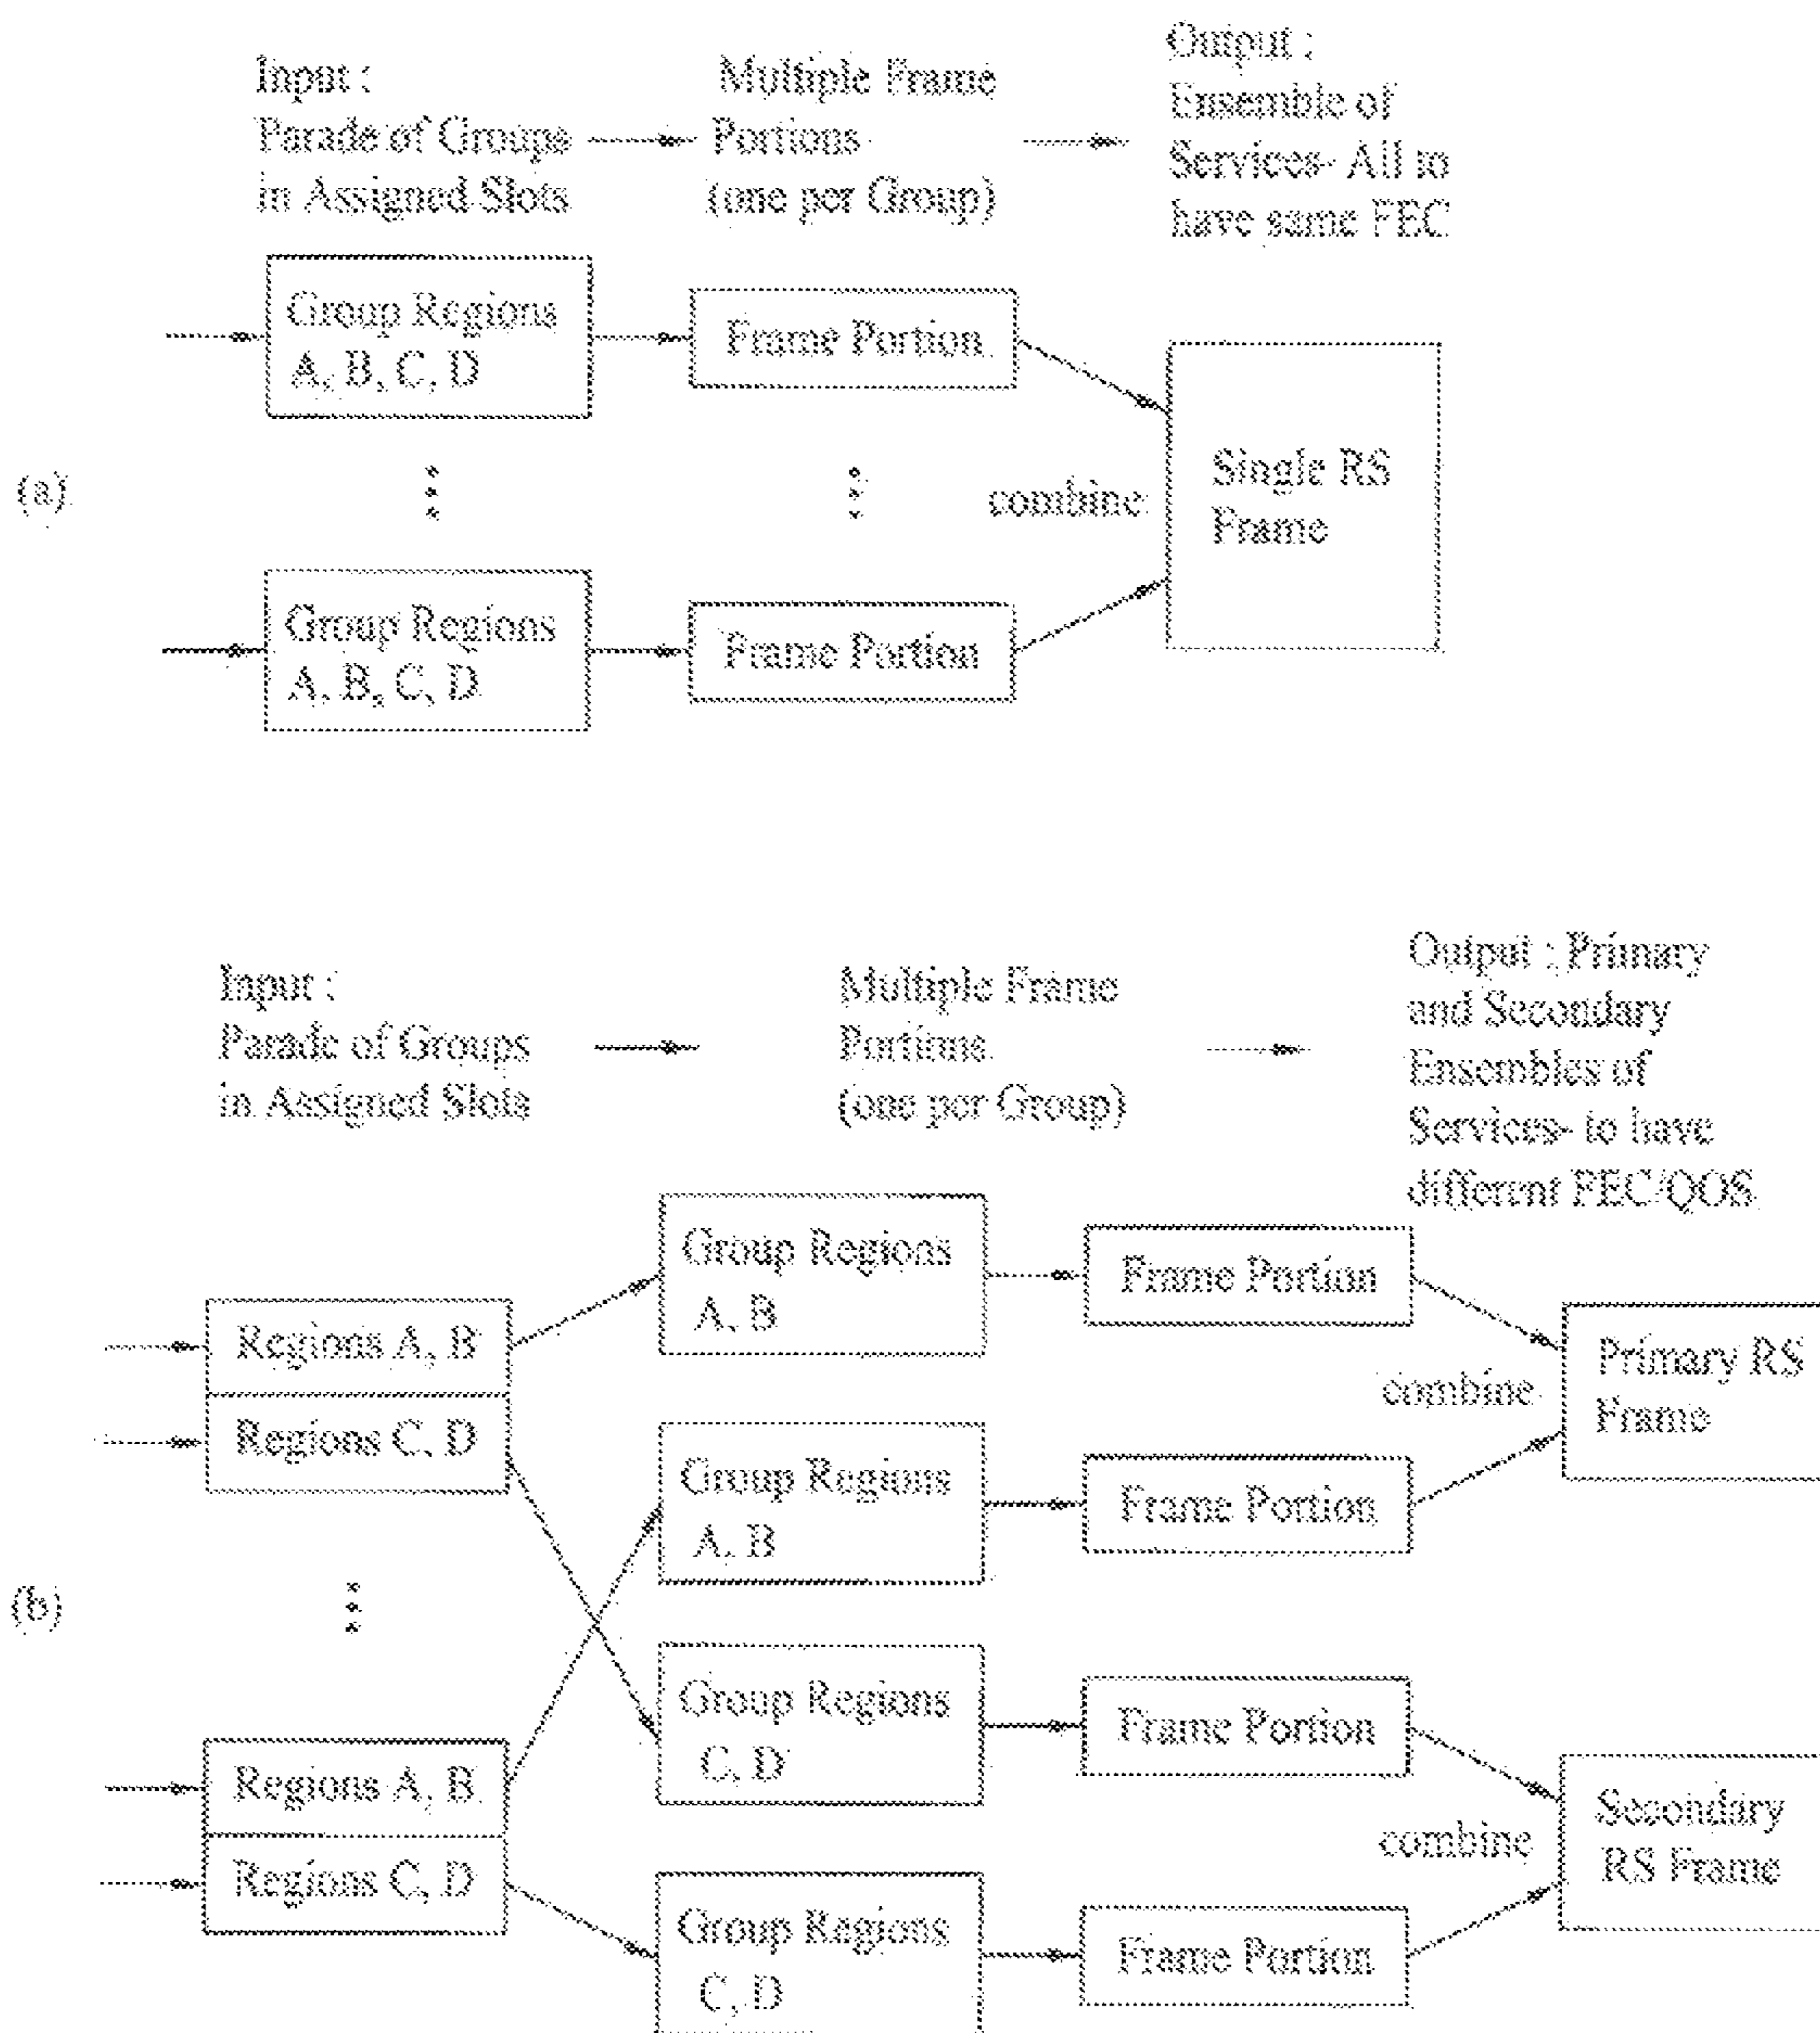 Input :
Parade of Groups
in Assigned Slots
Multiple Frame
Portions
(one per Group)
Output :
Ensemble of
Services- All to
have same FEC
Group Regions
A, B, C, D
Frame Portion
(a)
combine
Single RS
Frame
Group Regions
A, B, C, D
Frame Portion
Input :
Parade of Groups
in Assigned Slots
Multiple Frame
Portions
(one per Group)
Output : Primary
and Secondary
Ensembles of
Services- to have
different FEC/QOS
Regions A, B
Regions C, D
Group Regions
A, B
Frame Portion
Group Regions
A, B
Frame Portion
combine
Primary RS
Frame
(b)
Regions A, B
Regions C, D
Group Regions
C, D
Frame Portion
Group Regions
C, D
Frame Portion
combine
Secondary
RS Frame